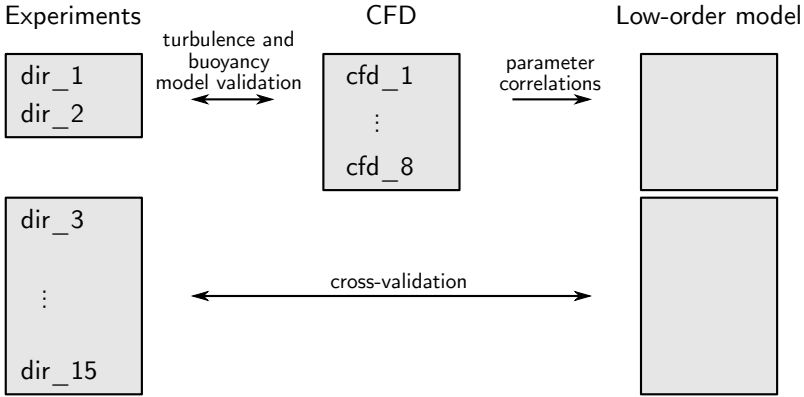 Experiments
CFD
Low-order model
dir_1
dir_2
turbulence and
buoyancy
model validation
cfd_1
⋮
cfd_8
parameter
correlations
dir_3
⋮
dir_15
cross-validation